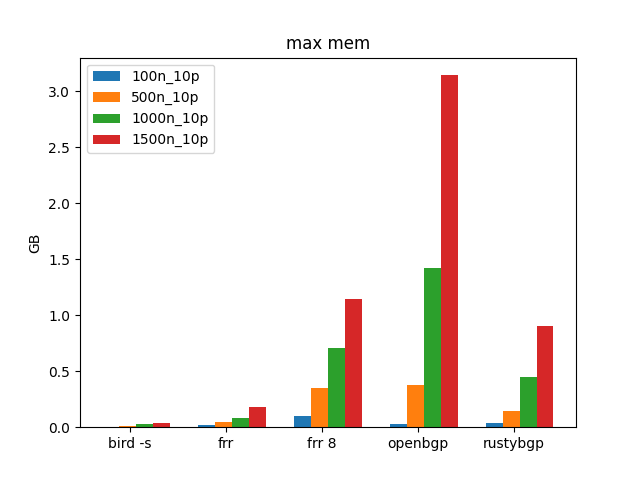 max mem
100n_10p
500n_10p
1000n_10p
1500n_10p
GB
3.0
2.5
2.0
1.5
1.0
0.5
0.0
bird -s
frr
frr 8
openbgp
rustybgp